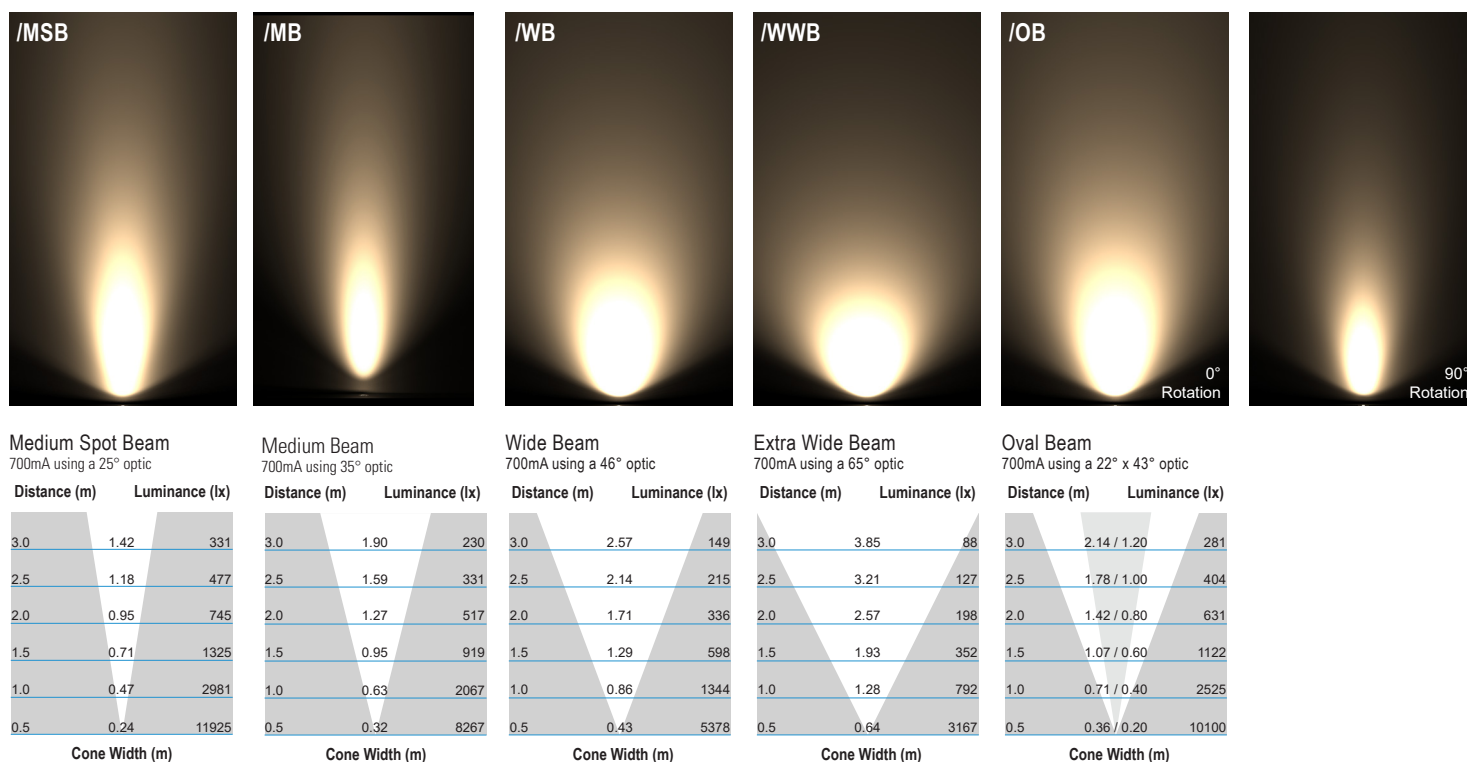 /MSB
/MB
/WB
/WWB
/OB
0°
Rotation
90°
Rotation
Medium Spot Beam
700mA using a 25° optic
Distance (m) Luminance (lx)
3.0 1.42 331
2.5 1.18 477
2.0 0.95 745
1.5 0.71 1325
1.0 0.47 2981
0.5 0.24 11925
Cone Width (m)
Medium Beam
700mA using 35° optic
Distance (m) Luminance (lx)
3.0 1.90 230
2.5 1.59 331
2.0 1.27 517
1.5 0.95 919
1.0 0.63 2067
0.5 0.32 8267
Cone Width (m)
Wide Beam
700mA using a 46° optic
Distance (m) Luminance (lx)
3.0 2.57 149
2.5 2.14 215
2.0 1.71 336
1.5 1.29 598
1.0 0.86 1344
0.5 0.43 5378
Cone Width (m)
Extra Wide Beam
700mA using a 65° optic
Distance (m) Luminance (lx)
3.0 3.85 88
2.5 3.21 127
2.0 2.57 198
1.5 1.93 352
1.0 1.28 792
0.5 0.64 3167
Cone Width (m)
Oval Beam
700mA using a 22° x 43° optic
Distance (m) Luminance (lx)
3.0 2.14 / 1.20 281
2.5 1.78 / 1.00 404
2.0 1.42 / 0.80 631
1.5 1.07 / 0.60 1122
1.0 0.71 / 0.40 2525
0.5 0.36 / 0.20 10100
Cone Width (m)